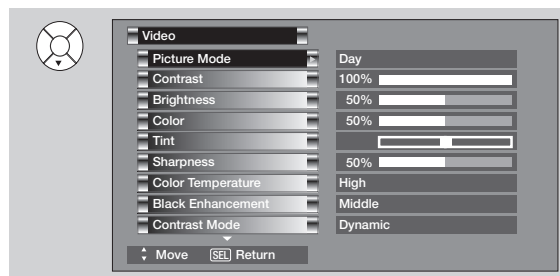 Video
Picture Mode Day
Contrast 100%
Brightness 50%
Color 50%
Tint
Sharpness 50%
Color Temperature High
Black Enhancement Middle
Contrast Mode Dynamic
Move SEL Return